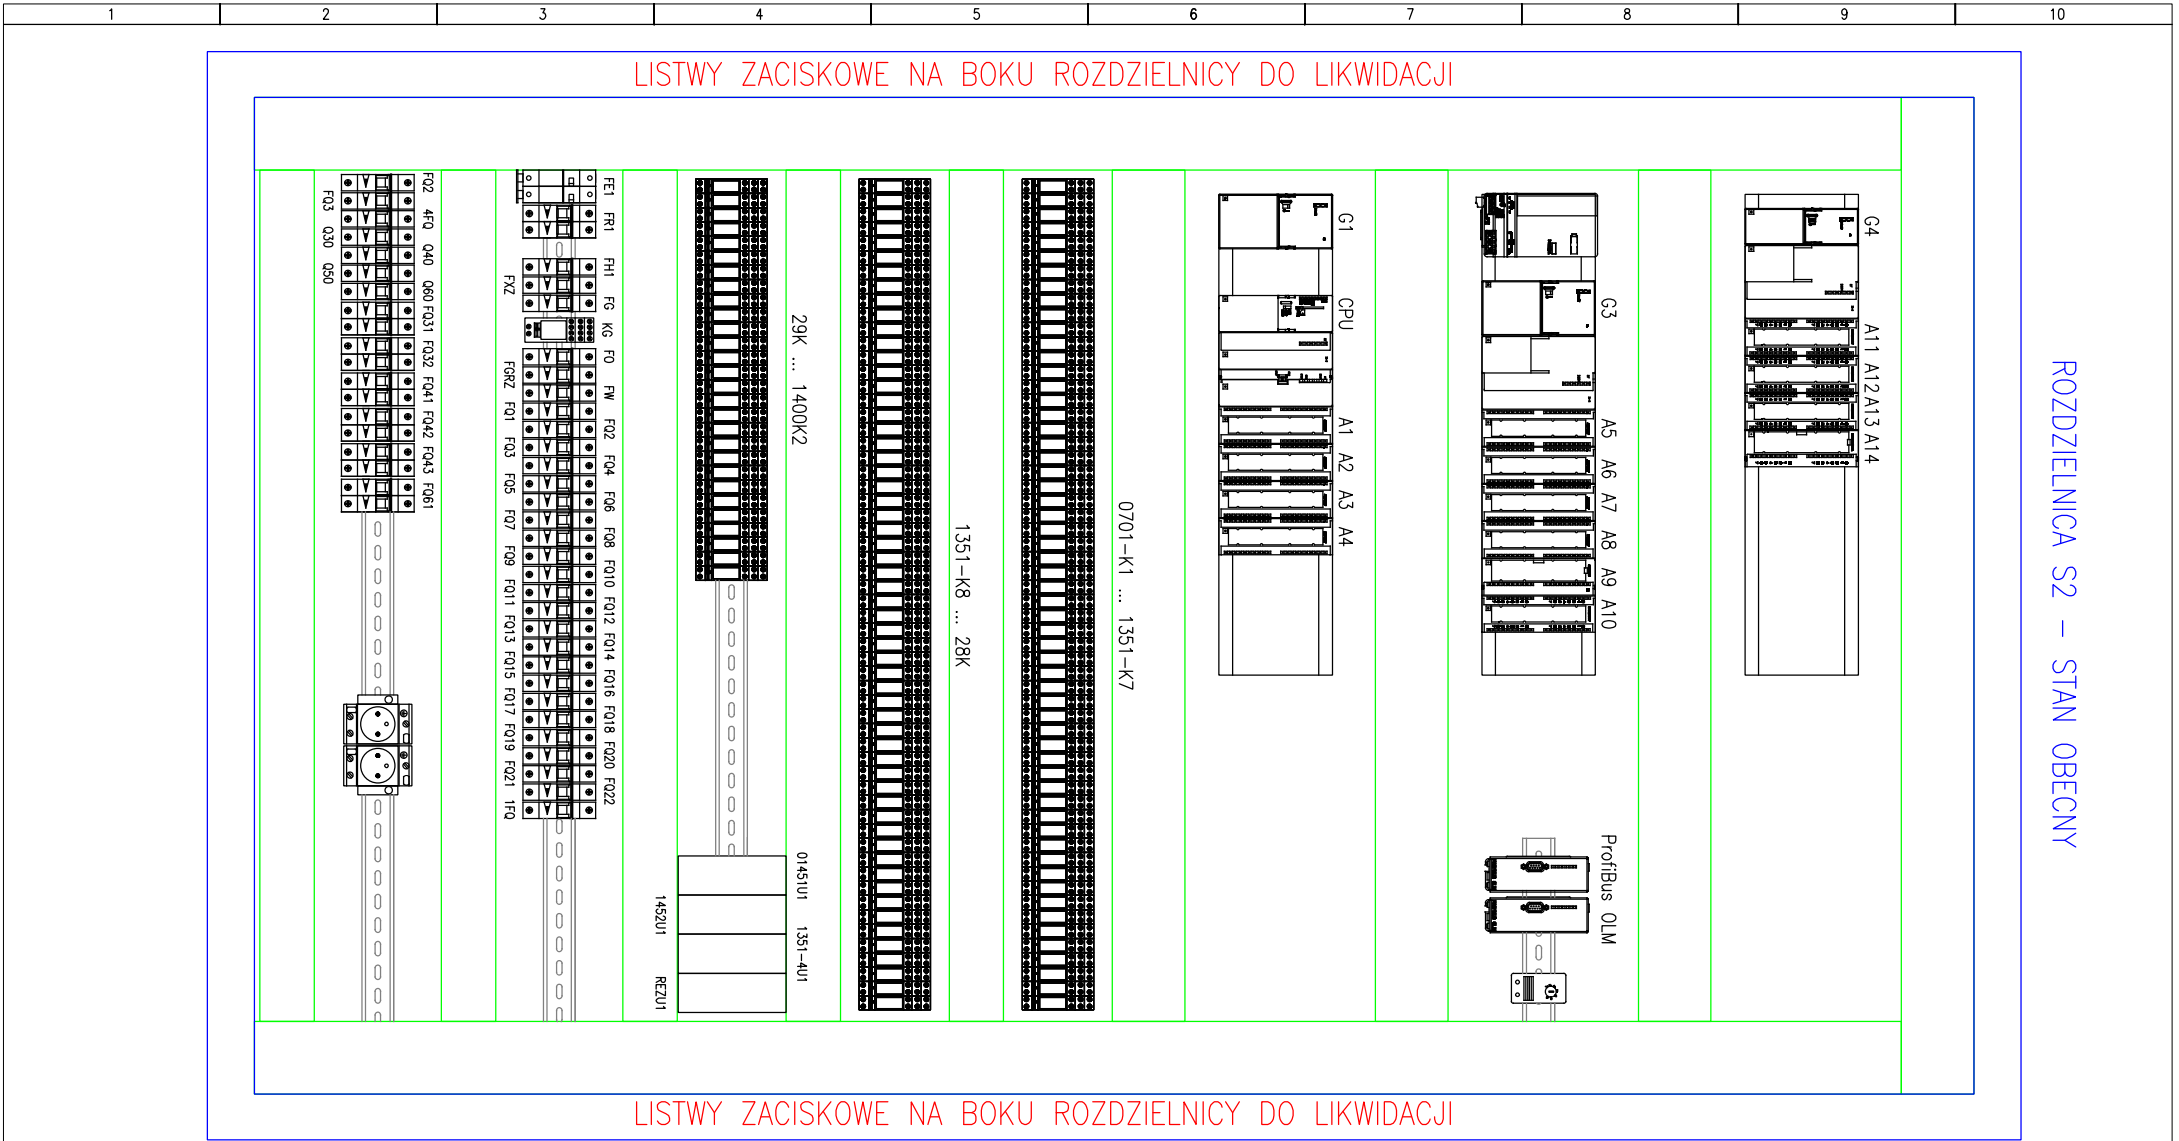 1 2 3 4 5 6 7 8 9 10
LISTWY ZACISKOWE NA BOKU ROZDZIELNICY DO LIKWIDACJI
ROZDZIELNICA S2 – STAN OBECNY
G4
A11 A12 A13 A14
G3
A5 A6 A7 A8 A9 A10
ProfiBus OLM
G1
CPU
A1 A2 A3 A4
0701-K1 ... 1351-K7
1351-K8 ... 28K
29K ... 1400K2
01451U1
1351-4U1
1452U1
REZU1
FE1 FR1 FH1 FG KG FO FW FQ2 FQ4 FQ6 FQ8 FQ10 FQ12 FQ14 FQ16 FQ18 FQ20 FQ22
FXZ FGRZ FQ1 FQ3 FQ5 FQ7 FQ9 FQ11 FQ13 FQ15 FQ17 FQ19 FQ21 1FQ
FQ2 4FQ Q40 Q60 FQ31 FQ32 FQ41 FQ42 FQ43 FQ61
FQ3 Q30 Q50
LISTWY ZACISKOWE NA BOKU ROZDZIELNICY DO LIKWIDACJI